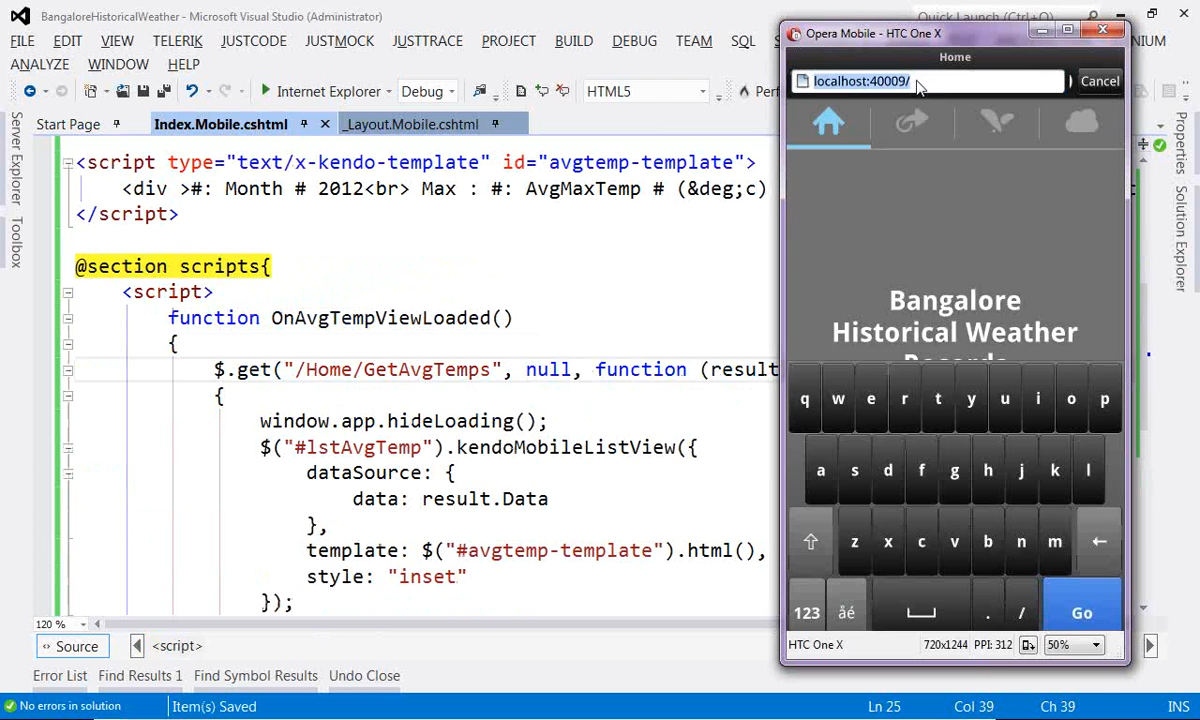 BangaloreHistoricalWeather - Microsoft Visual Studio (Administrator)
Quick Launch (Ctrl+Q)
FILE EDIT VIEW TELERIK JUSTCODE JUSTMOCK JUSTTRACE PROJECT BUILD DEBUG TEAM SQL
ANALYZE WINDOW HELP
Internet Explorer Debug HTML5
Start Page Index.Mobile.cshtml _Layout.Mobile.cshtml
Server Explorer
Toolbox
Properties
Solution Explorer
<script type="text/x-kendo-template" id="avgtemp-template">
<div >#: Month # 2012<br> Max : #: AvgMaxTemp # (&deg;c)
</script>
@section scripts{
<script>
function OnAvgTempViewLoaded()
{
$.get("/Home/GetAvgTemps", null, function (result
{
window.app.hideLoading();
$("#lstAvgTemp").kendoMobileListView({
dataSource: {
data: result.Data
},
template: $("#avgtemp-template").html(),
style: "inset"
});
120 %
Source <script>
Error List Find Results 1 Find Symbol Results Undo Close
No errors in solution Item(s) Saved Ln 25 Col 39 Ch 39 INS
Opera Mobile - HTC One X
Home
localhost:40009/ Cancel
Bangalore
Historical Weather
q w e r t y u i o p
a s d f g h j k l
z x c v b n m
123 åé . / Go
HTC One X 720x1244 PPI: 312 50%